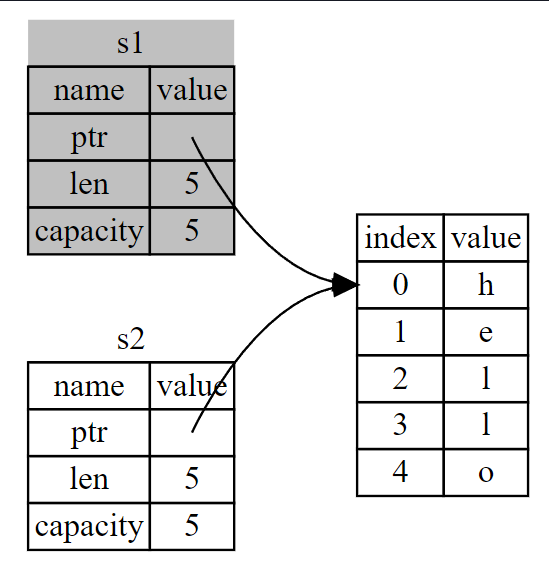 s1
name value
ptr
len 5
capacity 5
s2
name value
ptr
len 5
capacity 5
index value
0 h
1 e
2 l
3 l
4 o